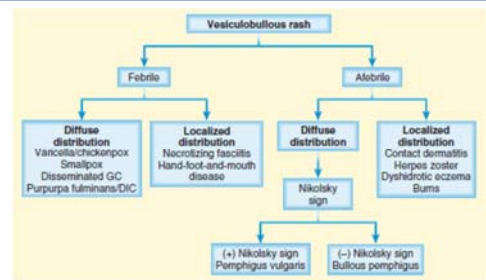 Vesiculobullous rash
Febrile
Afebrile
Diffuse
distribution
Varicella/chickenpox
Smallpox
Disseminated GC
Purpurpa fulminans/DIC
Localized
distribution
Necrotizing fasciitis
Hand-foot-and-mouth
disease
Diffuse
distribution
Localized
distribution
Contact dermatitis
Herpes zoster
Dyshidrotic eczema
Burns
Nikolsky
sign
(+) Nikolsky sign
Pemphigus vulgaris
(–) Nikolsky sign
Bullous pemphigus